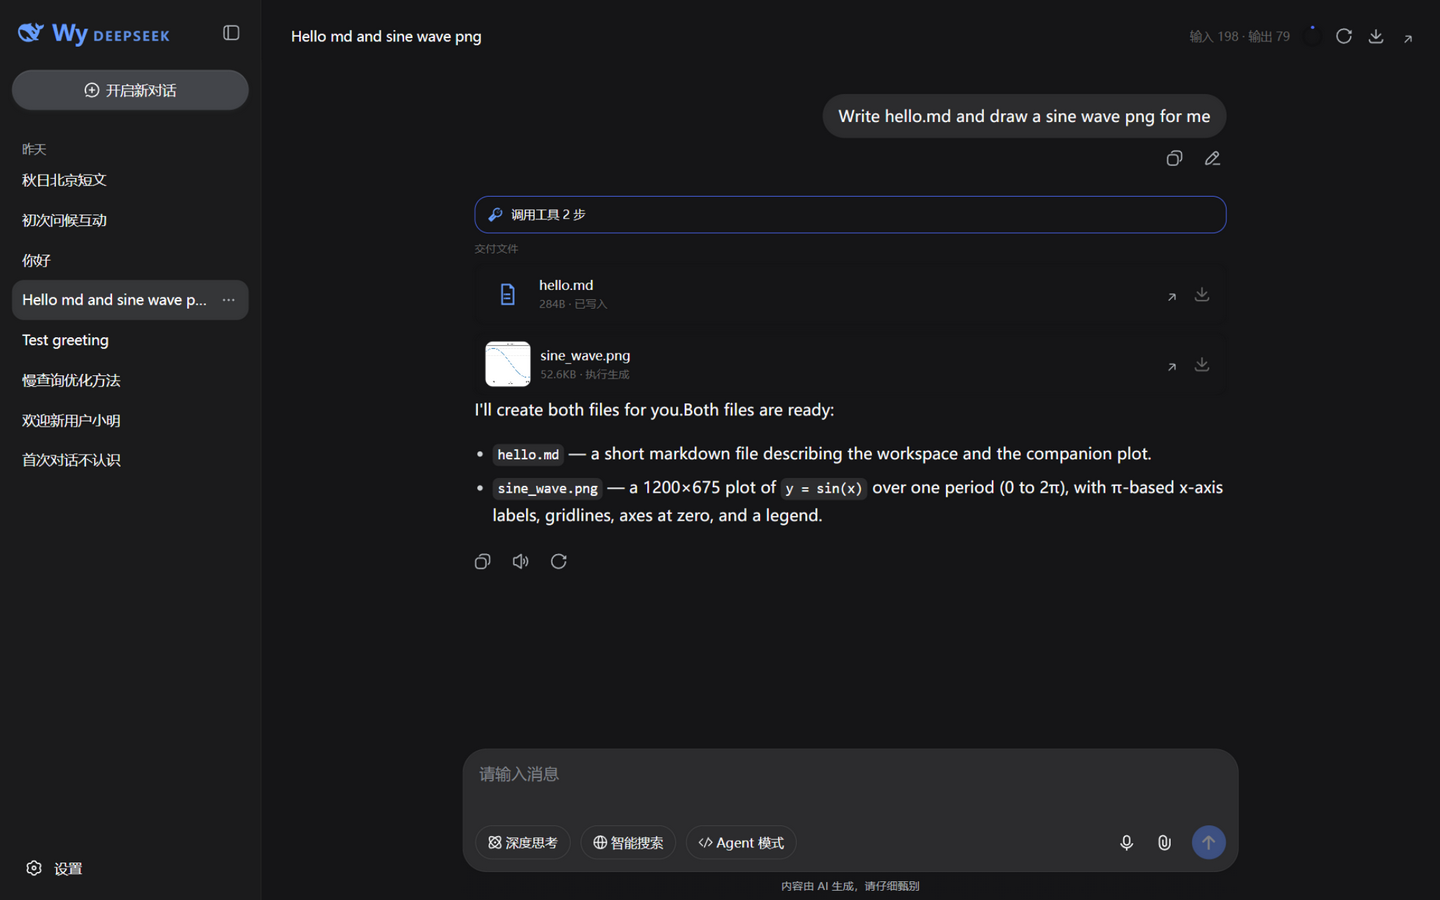 Wy DEEPSEEK
开启新对话
昨天
秋日北京短文
初次问候互动
你好
Hello md and sine wave p...
Test greeting
慢查询优化方法
欢迎新用户小明
首次对话不认识
设置
Hello md and sine wave png
输入 198 · 输出 79
Write hello.md and draw a sine wave png for me
调用工具 2 步
交付文件
hello.md
284B · 已写入
sine_wave.png
52.6KB · 执行生成
I'll create both files for you.Both files are ready:
• hello.md — a short markdown file describing the workspace and the companion plot.
• sine_wave.png — a 1200×675 plot of y = sin(x) over one period (0 to 2π), with π-based x-axis
labels, gridlines, axes at zero, and a legend.
请输入消息
深度思考
智能搜索
Agent 模式
内容由 AI 生成，请仔细甄别